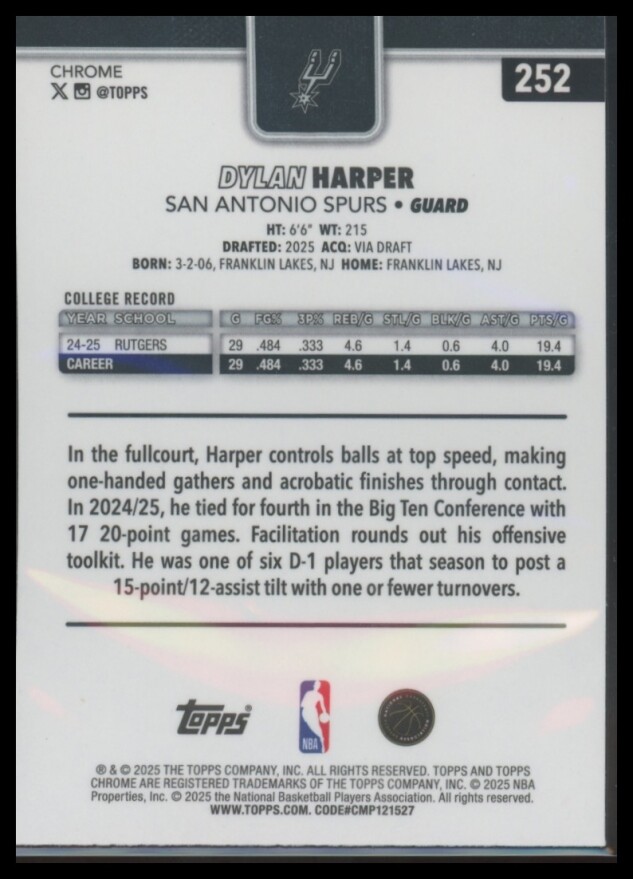 CHROME
@TOPPS
252
DYLAN HARPER
SAN ANTONIO SPURS • GUARD
HT: 6'6" WT: 215
DRAFTED: 2025 ACQ: VIA DRAFT
BORN: 3-2-06, FRANKLIN LAKES, NJ HOME: FRANKLIN LAKES, NJ
COLLEGE RECORD
YEAR SCHOOL G FG% 3P% REB/G STL/G BLK/G AST/G PTS/G
24-25 RUTGERS 29 .484 .333 4.6 1.4 0.6 4.0 19.4
CAREER 29 .484 .333 4.6 1.4 0.6 4.0 19.4
In the fullcourt, Harper controls balls at top speed, making
one-handed gathers and acrobatic finishes through contact.
In 2024/25, he tied for fourth in the Big Ten Conference with
17 20-point games. Facilitation rounds out his offensive
toolkit. He was one of six D-1 players that season to post a
15-point/12-assist tilt with one or fewer turnovers.
Topps
NBA
® & © 2025 THE TOPPS COMPANY, INC. ALL RIGHTS RESERVED. TOPPS AND TOPPS
CHROME ARE REGISTERED TRADEMARKS OF THE TOPPS COMPANY, INC. © 2025 NBA
Properties, Inc. © 2025 the National Basketball Players Association. All rights reserved.
WWW.TOPPS.COM. CODE#CMP121527